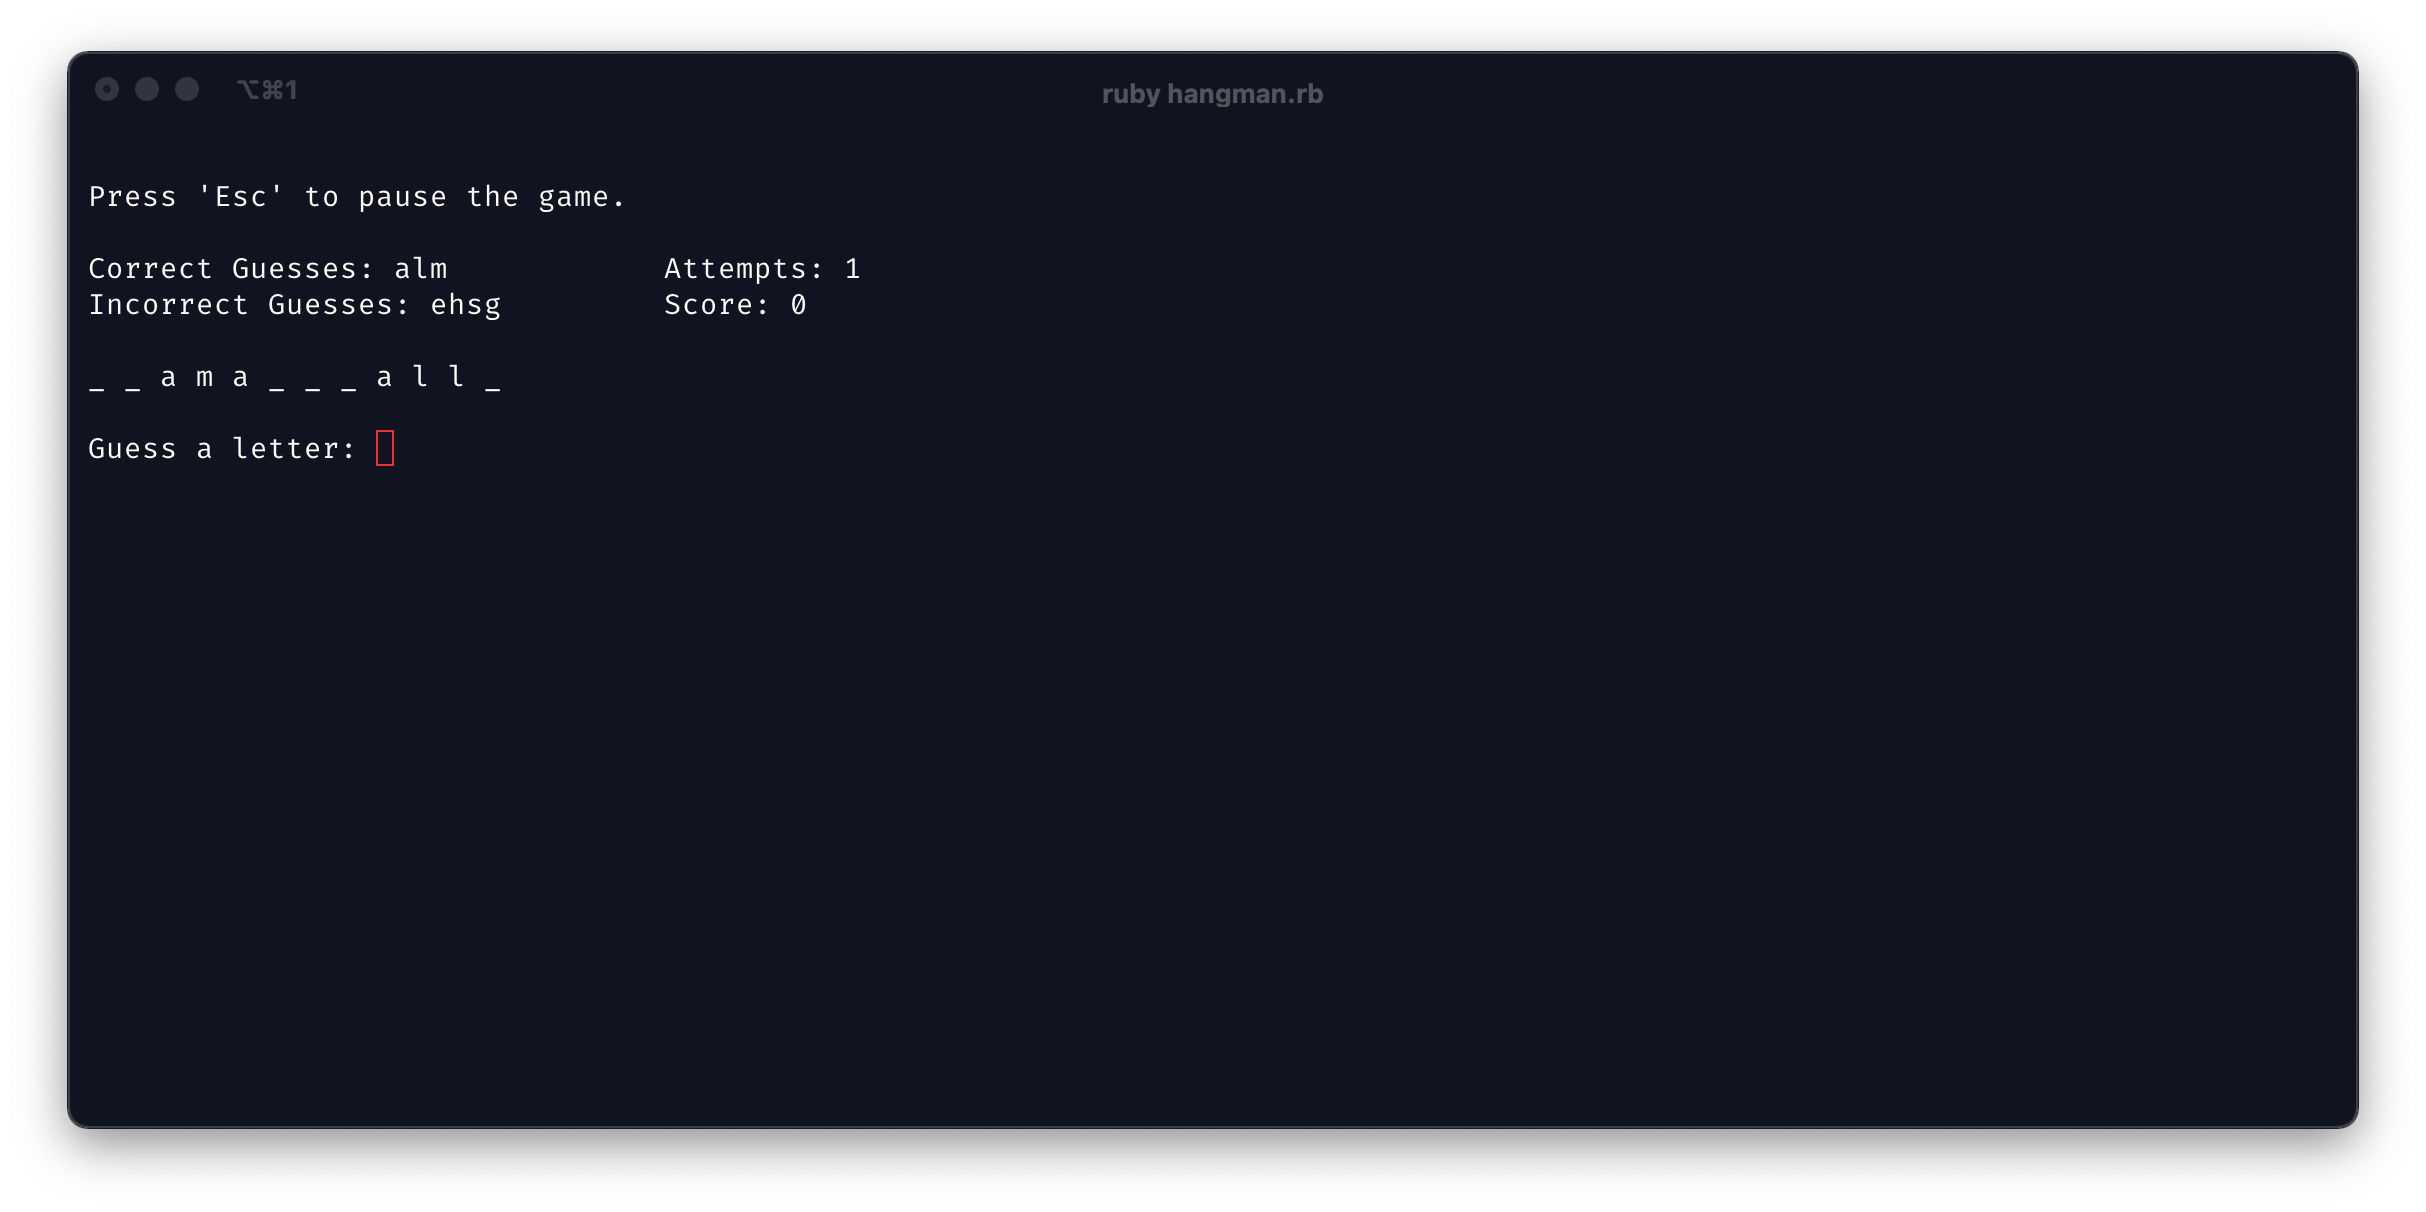 ⌥⌘1 ruby hangman.rb
Press 'Esc' to pause the game.
Correct Guesses: alm Attempts: 1
Incorrect Guesses: ehsg Score: 0
_ _ a m a _ _ _ a l l _
Guess a letter: